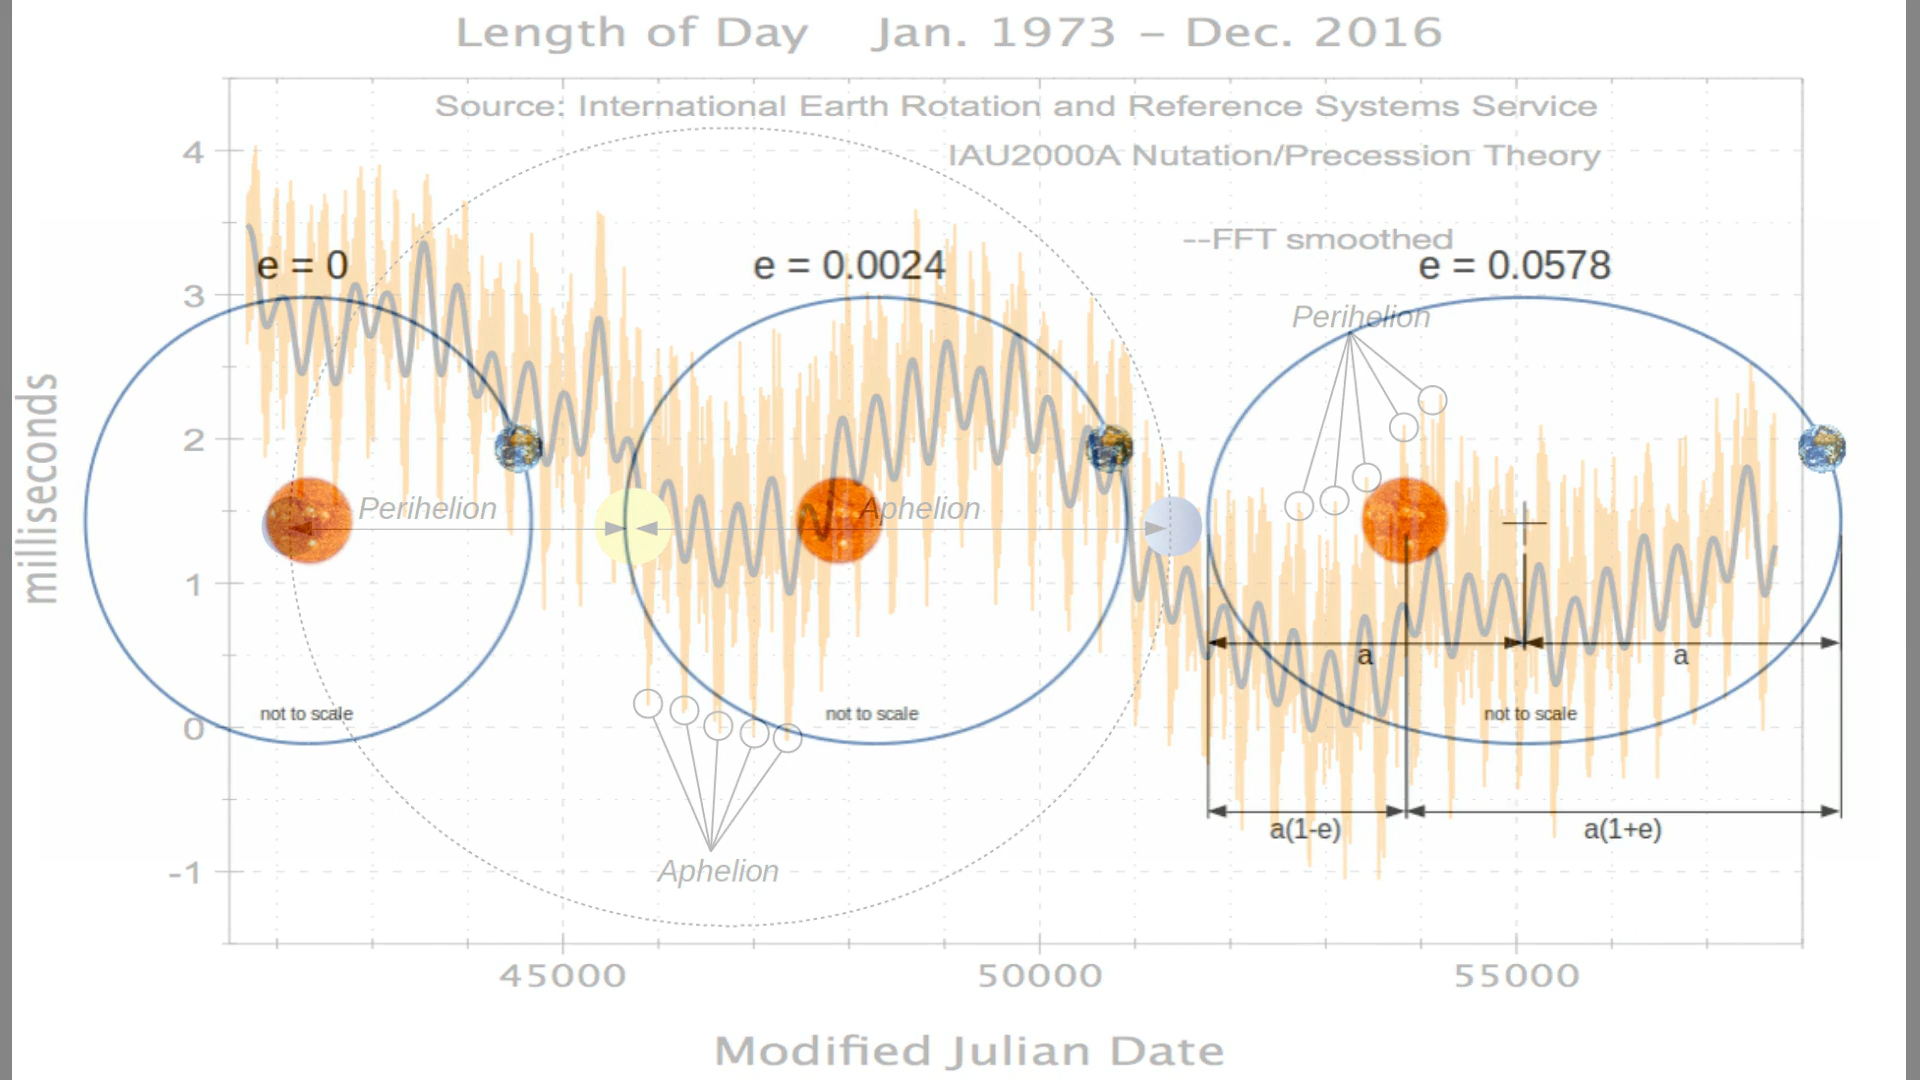 Length of Day Jan. 1973 – Dec. 2016
Source: International Earth Rotation and Reference Systems Service
IAU2000A Nutation/Precession Theory
--FFT smoothed
e = 0
e = 0.0024
e = 0.0578
Perihelion
Perihelion
Aphelion
a
a
not to scale
not to scale
not to scale
a(1-e)
a(1+e)
Aphelion
milliseconds
4
3
2
1
0
-1
45000
50000
55000
Modified Julian Date